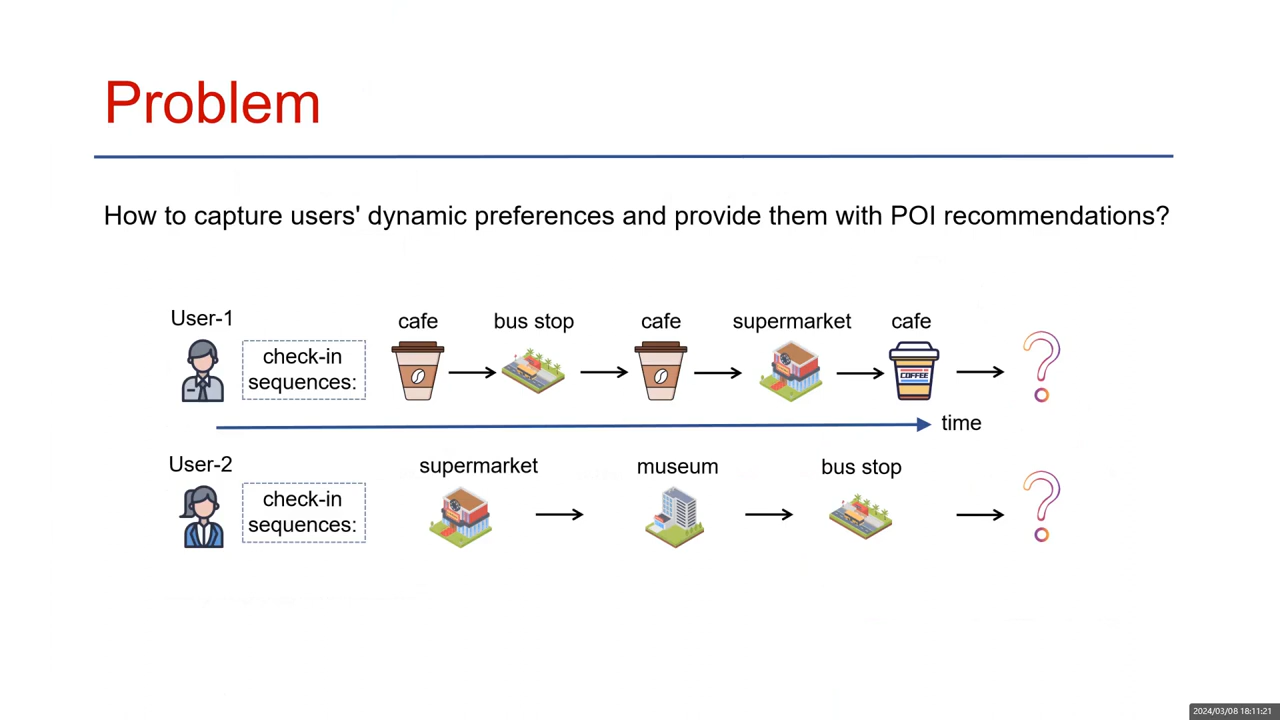 Problem
How to capture users' dynamic preferences and provide them with POI recommendations?
User-1
cafe
bus stop
cafe
supermarket
cafe
check-in
sequences:
COFFEE
time
User-2
supermarket
museum
bus stop
check-in
sequences:
2024/03/08 18:11:21